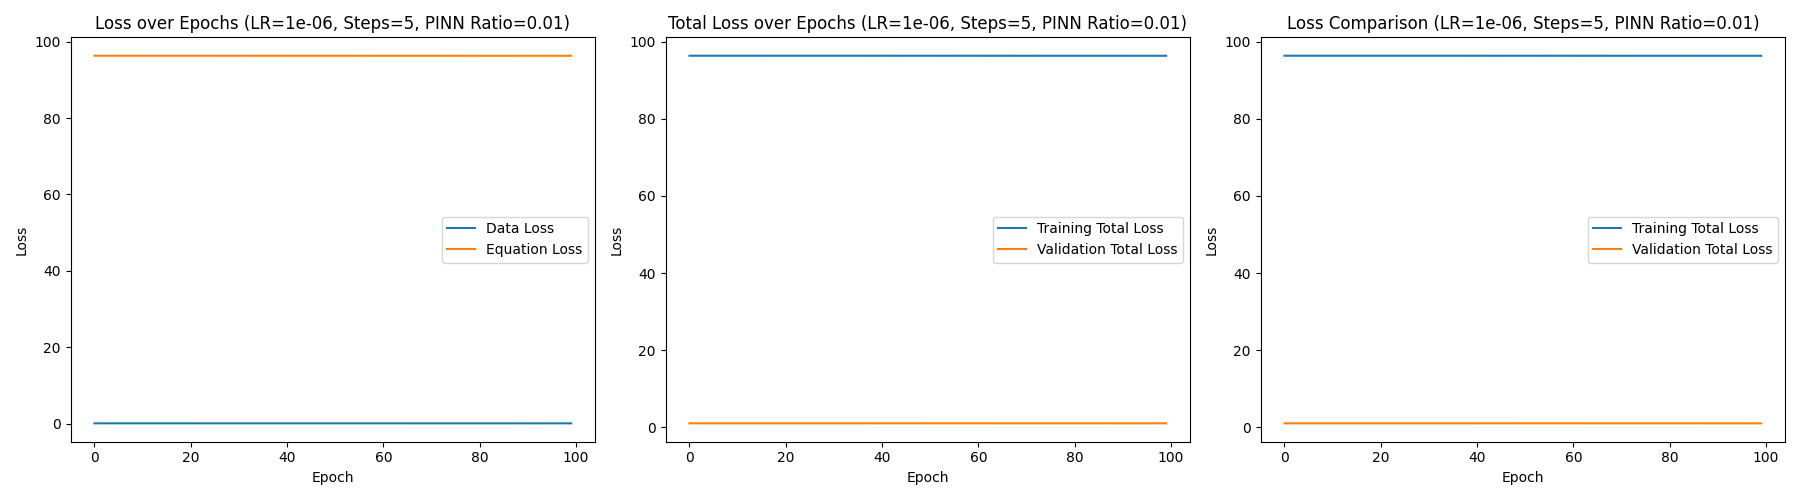 Loss over Epochs (LR=1e-06, Steps=5, PINN Ratio=0.01)
100
80
60
40
20
0
Loss
Data Loss
Equation Loss
0 20 40 60 80 100
Epoch
Total Loss over Epochs (LR=1e-06, Steps=5, PINN Ratio=0.01)
100
80
60
40
20
0
Loss
Training Total Loss
Validation Total Loss
0 20 40 60 80 100
Epoch
Loss Comparison (LR=1e-06, Steps=5, PINN Ratio=0.01)
100
80
60
40
20
0
Loss
Training Total Loss
Validation Total Loss
0 20 40 60 80 100
Epoch